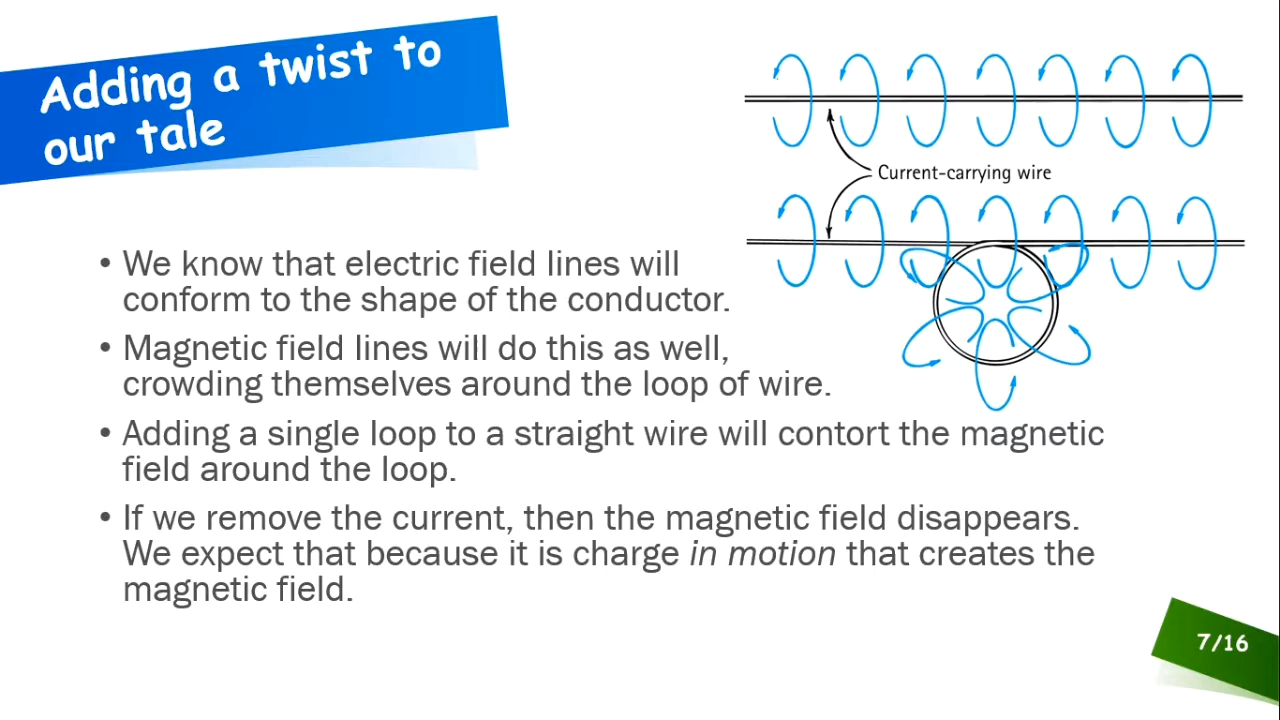 Adding a twist to
our tale
Current-carrying wire
• We know that electric field lines will
conform to the shape of the conductor.
• Magnetic field lines will do this as well,
crowding themselves around the loop of wire.
• Adding a single loop to a straight wire will contort the magnetic
field around the loop.
• If we remove the current, then the magnetic field disappears.
We expect that because it is charge in motion that creates the
magnetic field.
7/16